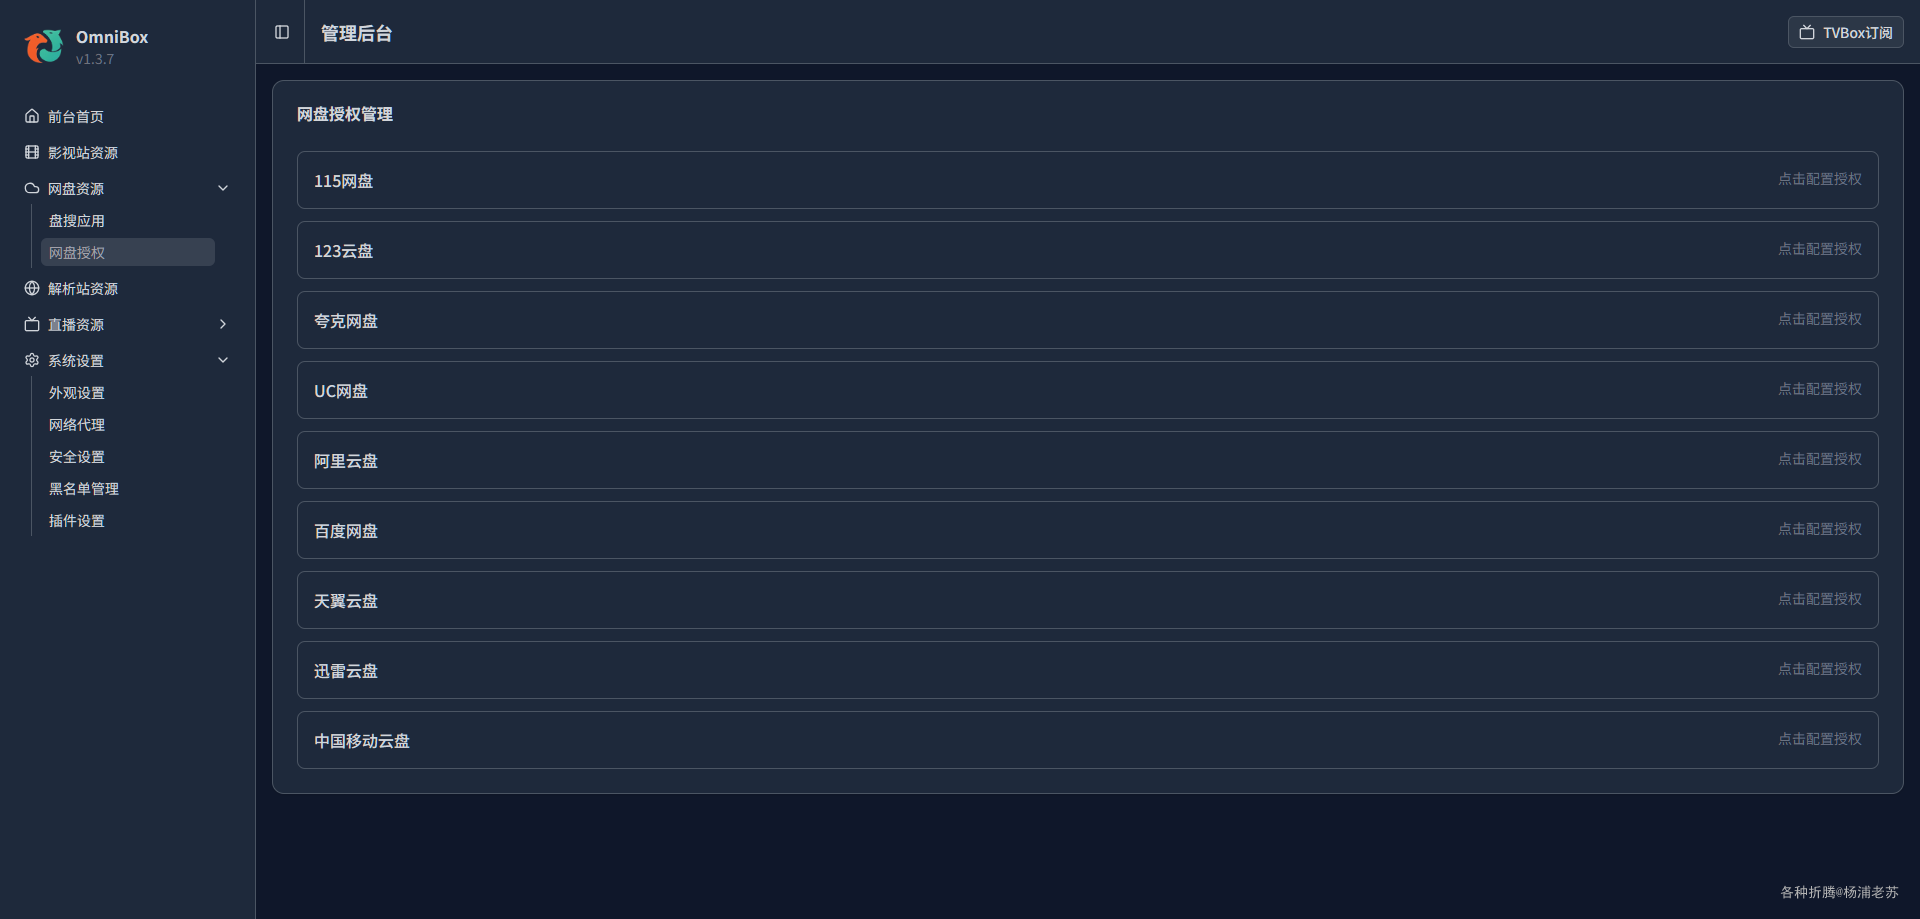 OmniBox
v1.3.7
前台首页
影视站资源
网盘资源
盘搜应用
网盘授权
解析站资源
直播资源
系统设置
外观设置
网络代理
安全设置
黑名单管理
插件设置
管理后台
TVBox订阅
网盘授权管理
115网盘
点击配置授权
123云盘
点击配置授权
夸克网盘
点击配置授权
UC网盘
点击配置授权
阿里云盘
点击配置授权
百度网盘
点击配置授权
天翼云盘
点击配置授权
迅雷云盘
点击配置授权
中国移动云盘
点击配置授权
各种折腾@杨浦老苏